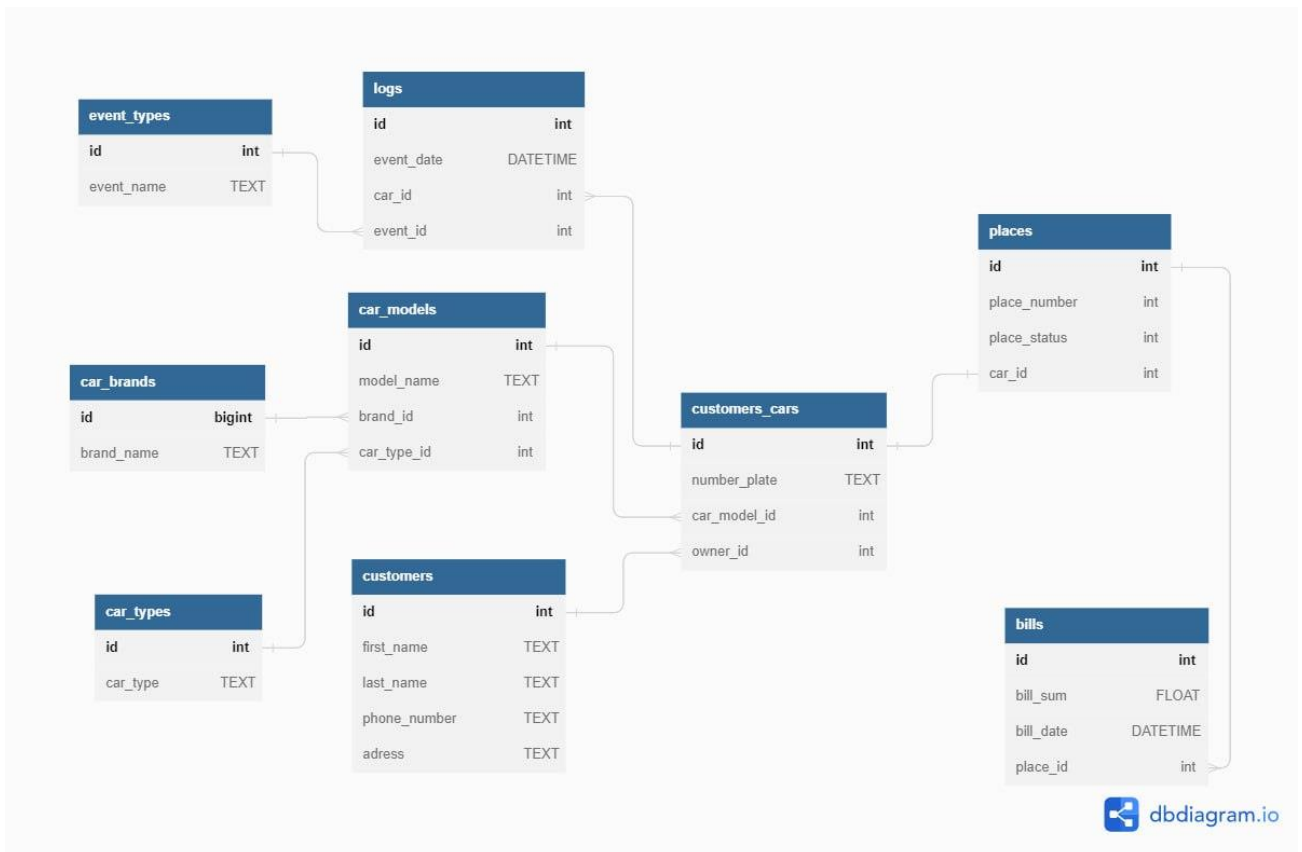 event_types
id int
event_name TEXT
logs
id int
event_date DATETIME
car_id int
event_id int
car_models
id int
model_name TEXT
brand_id int
car_type_id int
car_brands
id bigint
brand_name TEXT
car_types
id int
car_type TEXT
customers
id int
first_name TEXT
last_name TEXT
phone_number TEXT
adress TEXT
customers_cars
id int
number_plate TEXT
car_model_id int
owner_id int
places
id int
place_number int
place_status int
car_id int
bills
id int
bill_sum FLOAT
bill_date DATETIME
place_id int
dbdiagram.io